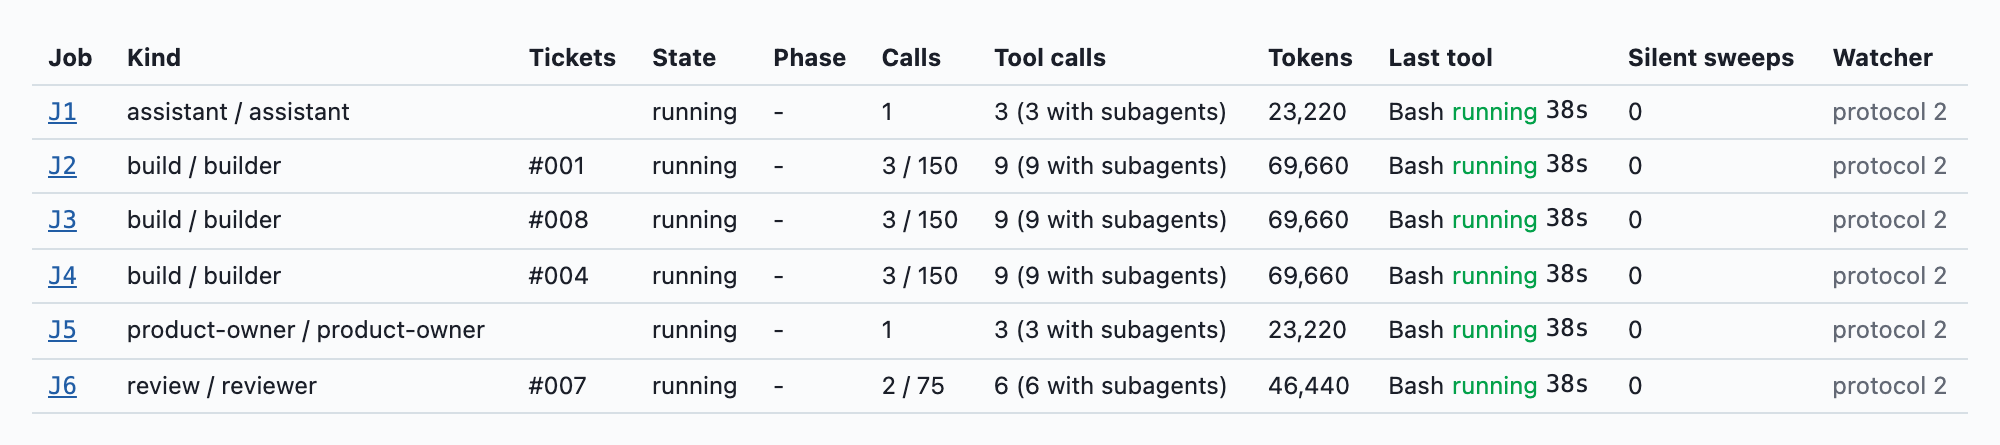 Job Kind Tickets State Phase Calls Tool calls Tokens Last tool Silent sweeps Watcher
J1 assistant / assistant running - 1 3 (3 with subagents) 23,220 Bash running 38s 0 protocol 2
J2 build / builder #001 running - 3 / 150 9 (9 with subagents) 69,660 Bash running 38s 0 protocol 2
J3 build / builder #008 running - 3 / 150 9 (9 with subagents) 69,660 Bash running 38s 0 protocol 2
J4 build / builder #004 running - 3 / 150 9 (9 with subagents) 69,660 Bash running 38s 0 protocol 2
J5 product-owner / product-owner running - 1 3 (3 with subagents) 23,220 Bash running 38s 0 protocol 2
J6 review / reviewer #007 running - 2 / 75 6 (6 with subagents) 46,440 Bash running 38s 0 protocol 2